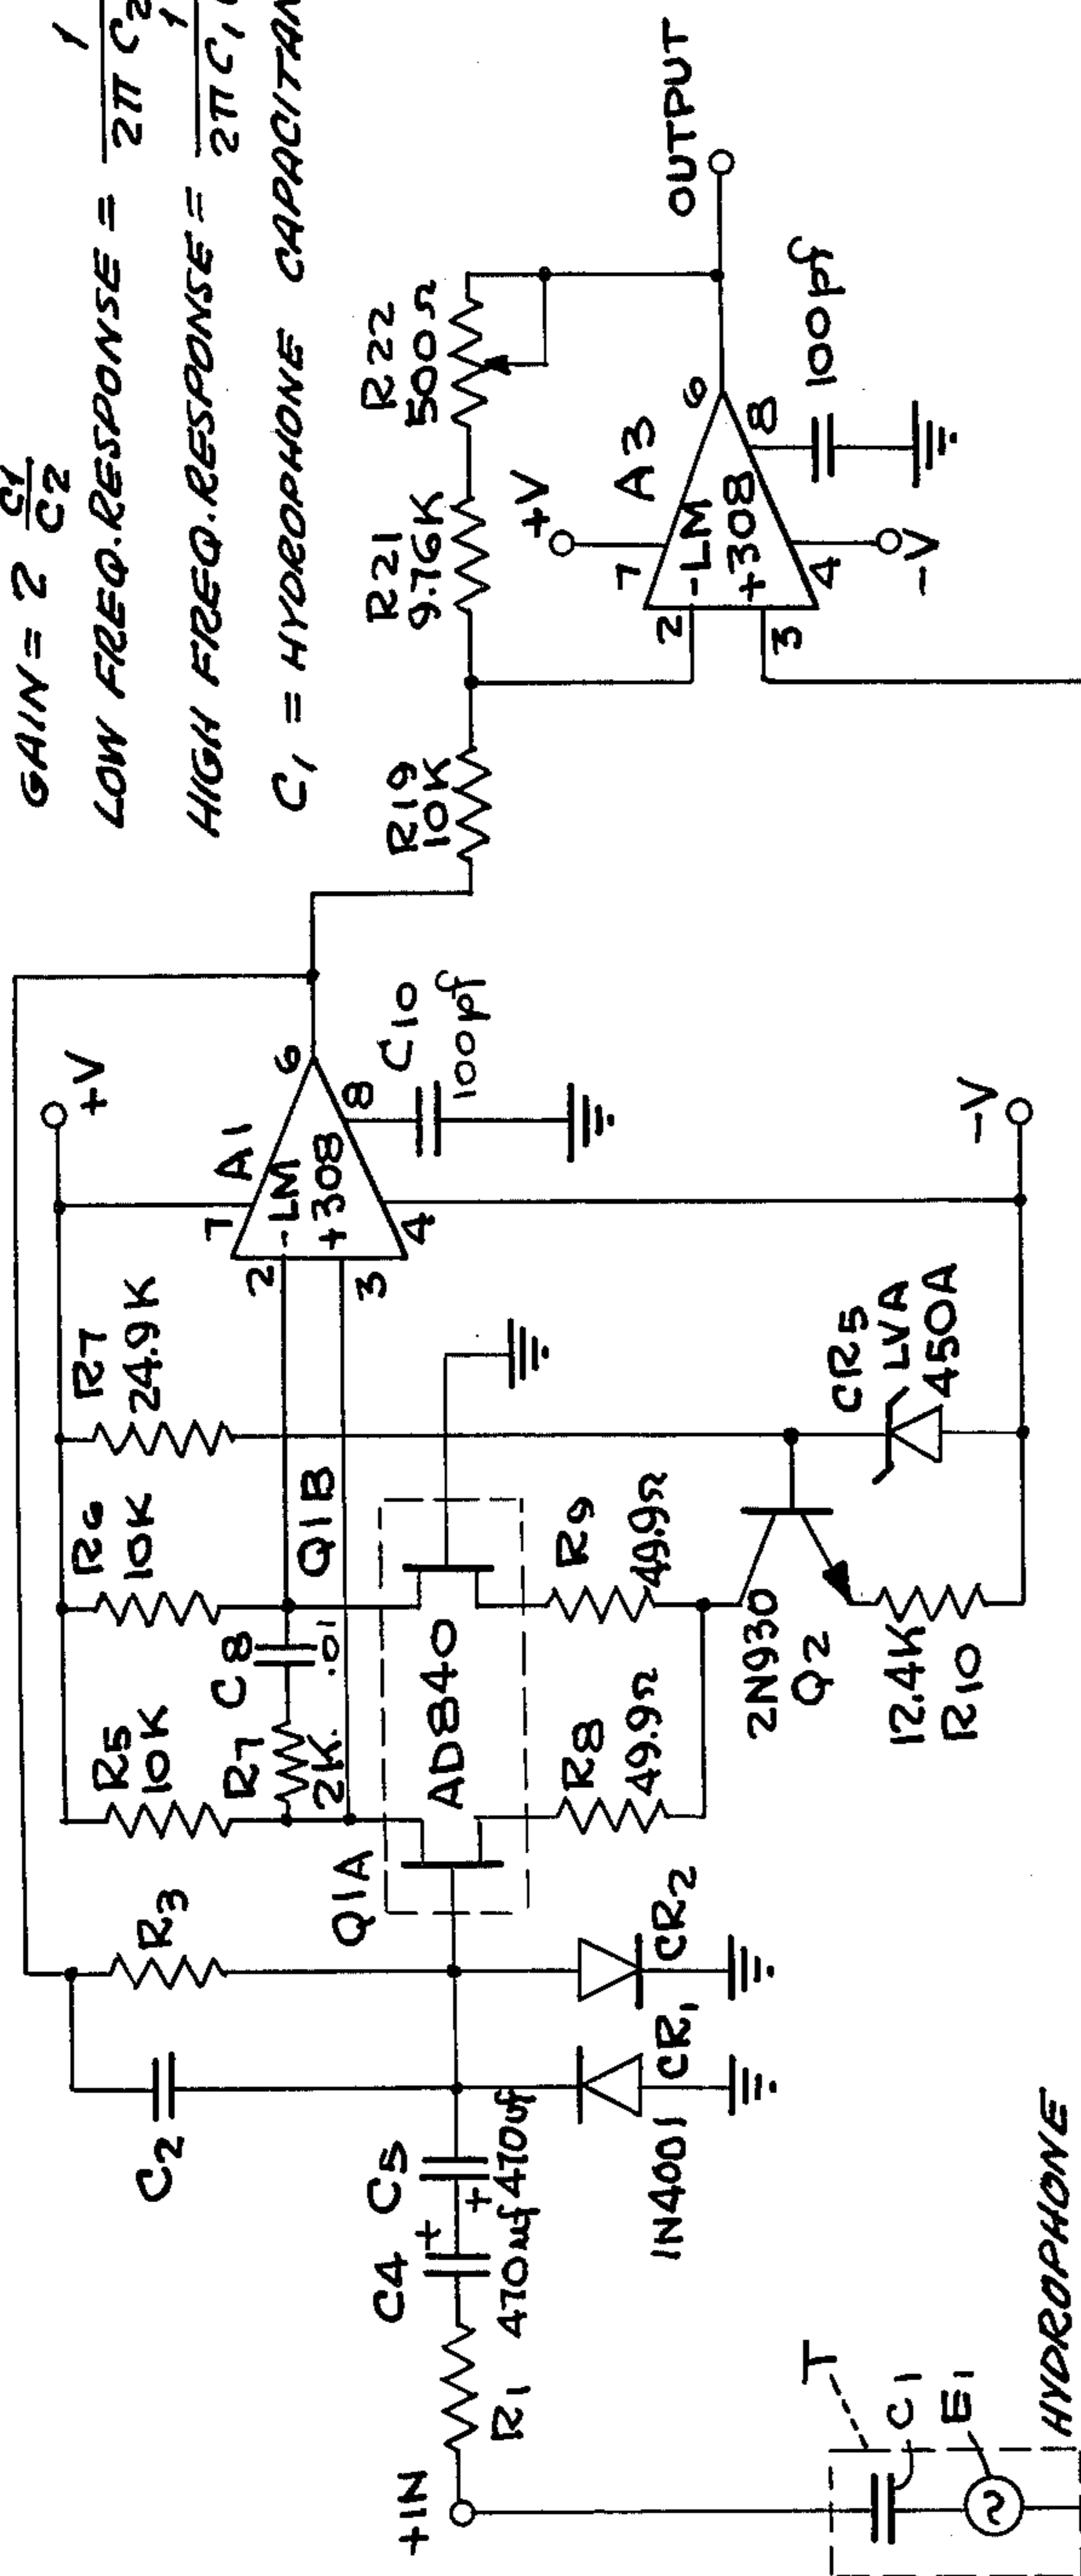 GAIN = 2 C1/C2
LOW FREQ. RESPONSE = 1/2π C2
HIGH FREQ. RESPONSE = 1/2π C1
C1 = HYDROPHONE
R22
500Ω
R21
9.76K
R19
10K
OUTPUT
+V
A3
7
2
-LM
+308
3
4
6
8
100pf
-V
+V
A1
7
2
-LM
+308
3
4
6
8
C10
100pf
-V
R7
24.9K
R6
10K
R5
10K
C8
.01
R7
2K.
Q1B
Q1A
AD840
R3
C2
R9
49.9Ω
R8
49.9Ω
2N930
Q2
CR5
LVA
450A
12.4K
R10
CR2
CR1
1N4001
C5
+
470uf
C4
+
470uf
R1
+IN
T
C1
E1
HYDROPHONE